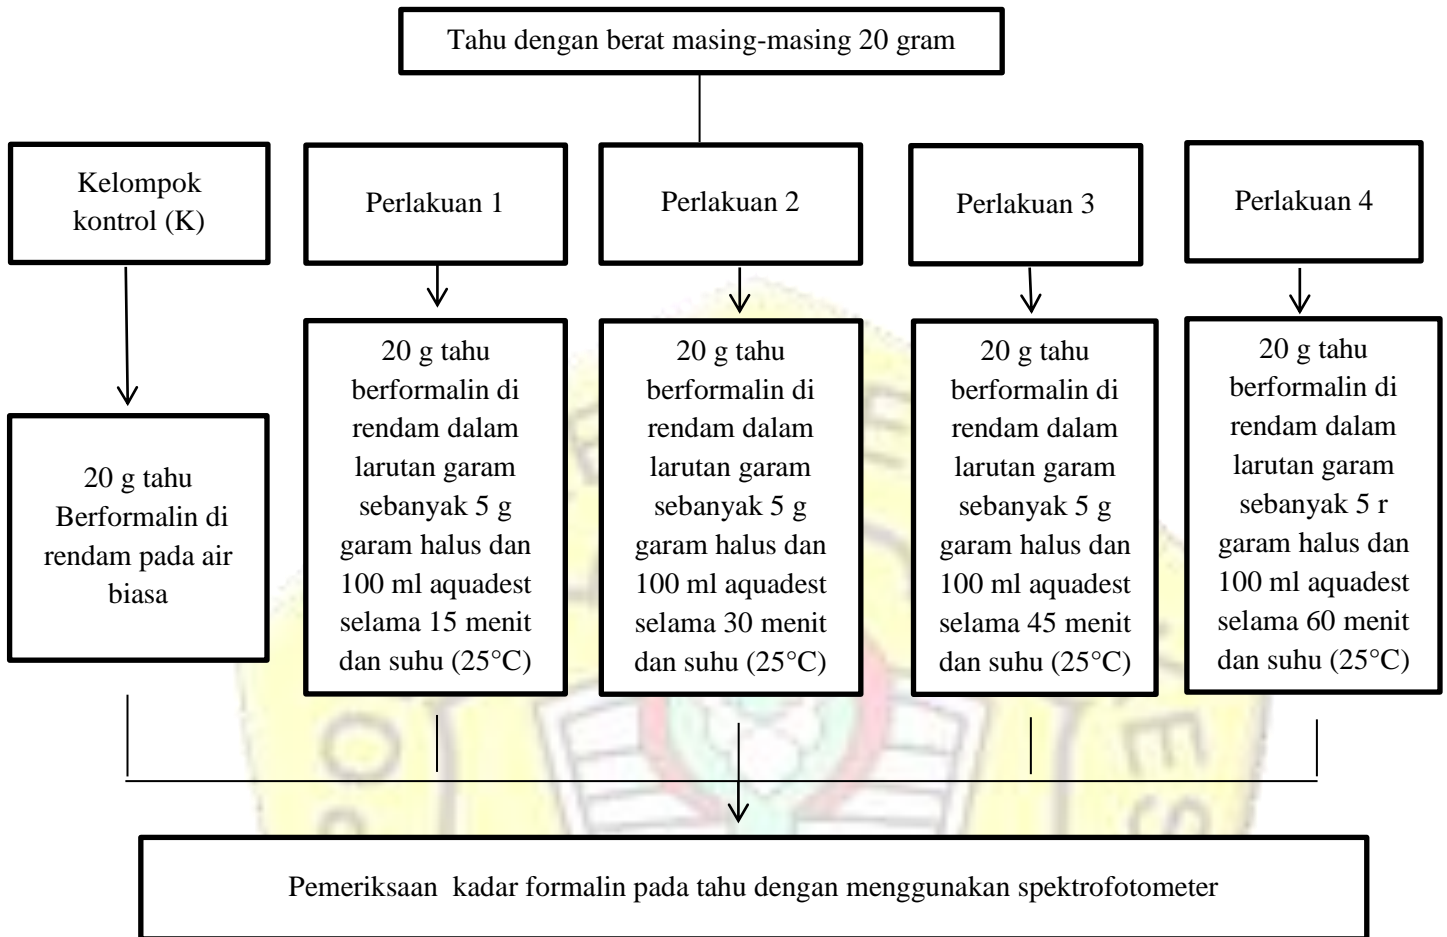 Tahu dengan berat masing-masing 20 gram
Kelompok
kontrol (K)
Perlakuan 1
Perlakuan 2
Perlakuan 3
Perlakuan 4
20 g tahu
Berformalin di
rendam pada air
biasa
20 g tahu
berformalin di
rendam dalam
larutan garam
sebanyak 5 g
garam halus dan
100 ml aquadest
selama 15 menit
dan suhu (25°C)
20 g tahu
berformalin di
rendam dalam
larutan garam
sebanyak 5 g
garam halus dan
100 ml aquadest
selama 30 menit
dan suhu (25°C)
20 g tahu
berformalin di
rendam dalam
larutan garam
sebanyak 5 g
garam halus dan
100 ml aquadest
selama 45 menit
dan suhu (25°C)
20 g tahu
berformalin di
rendam dalam
larutan garam
sebanyak 5 r
garam halus dan
100 ml aquadest
selama 60 menit
dan suhu (25°C)
Pemeriksaan kadar formalin pada tahu dengan menggunakan spektrofotometer